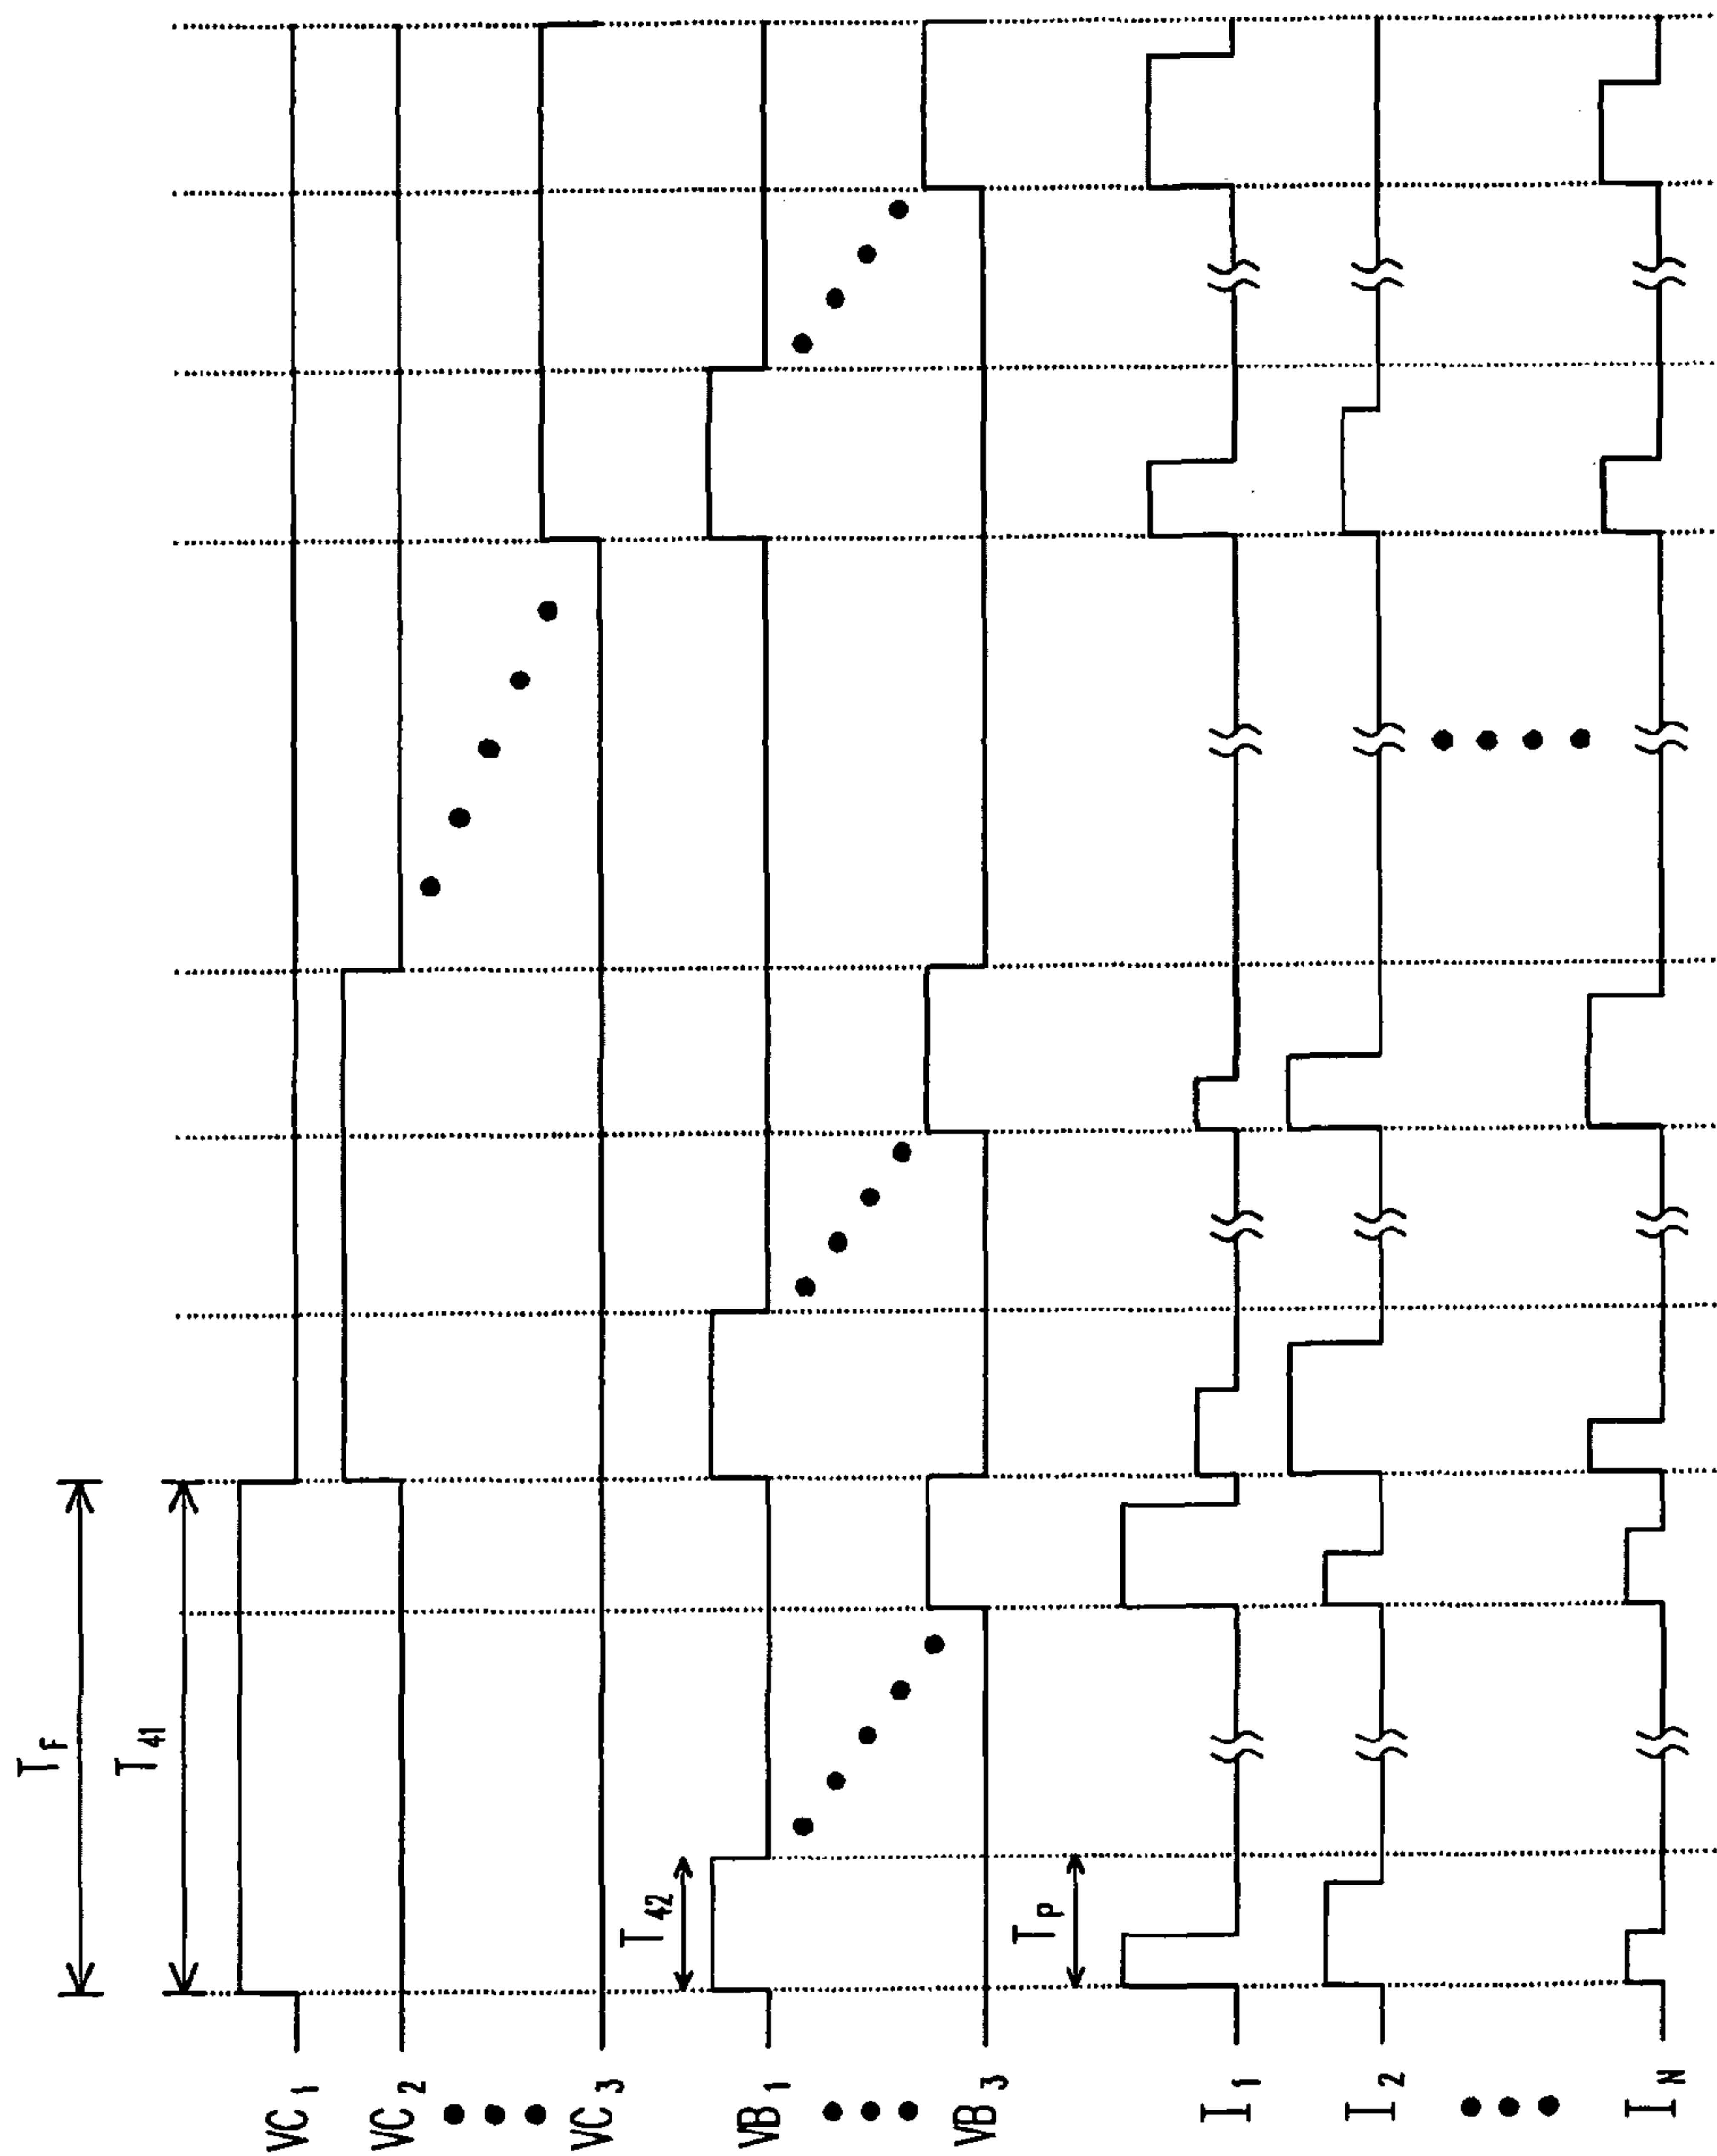 T_F
T_41
VC_1
VC_2
VC_3
T_42
VB_1
VB_3
T_P
I_1
I_2
I_N